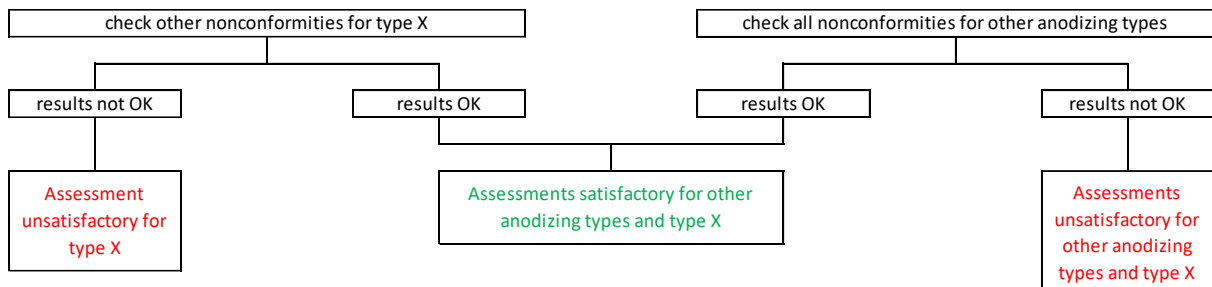 check other nonconformities for type X
check all nonconformities for other anodizing types
results not OK
results OK
results OK
results not OK
Assessment
unsatisfactory for
type X
Assessments satisfactory for other
anodizing types and type X
Assessments
unsatisfactory for
other anodizing
types and type X